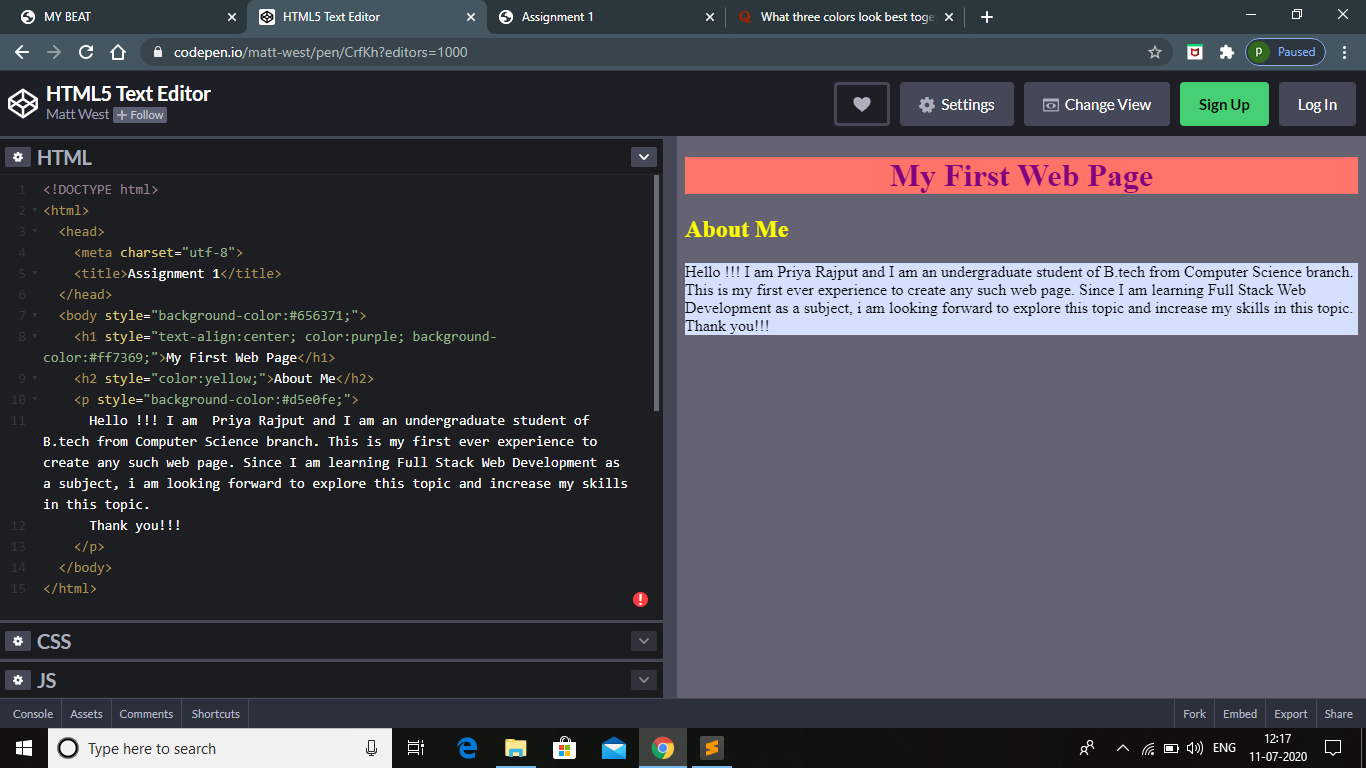 MY BEAT
HTML5 Text Editor
Assignment 1
What three colors look best toge
codepen.io/matt-west/pen/CrfKh?editors=1000
P Paused
HTML5 Text Editor
Matt West + Follow
Settings
Change View
Sign Up
Log In
HTML
1 <!DOCTYPE html>
2 <html>
3 <head>
4 <meta charset="utf-8">
5 <title>Assignment 1</title>
6 </head>
7 <body style="background-color:#656371;">
8 <h1 style="text-align:center; color:purple; background-
color:#ff7369;">My First Web Page</h1>
9 <h2 style="color:yellow;">About Me</h2>
10 <p style="background-color:#d5e0fe;">
11 Hello !!! I am  Priya Rajput and I am an undergraduate student of
B.tech from Computer Science branch. This is my first ever experience to
create any such web page. Since I am learning Full Stack Web Development as
a subject, i am looking forward to explore this topic and increase my skills
in this topic.
12 Thank you!!!
13 </p>
14 </body>
15 </html>
CSS
JS
My First Web Page
About Me
Hello !!! I am Priya Rajput and I am an undergraduate student of B.tech from Computer Science branch.
This is my first ever experience to create any such web page. Since I am learning Full Stack Web
Development as a subject, i am looking forward to explore this topic and increase my skills in this topic.
Thank you!!!
Console Assets Comments Shortcuts
Fork Embed Export Share
Type here to search
ENG
12:17
11-07-2020